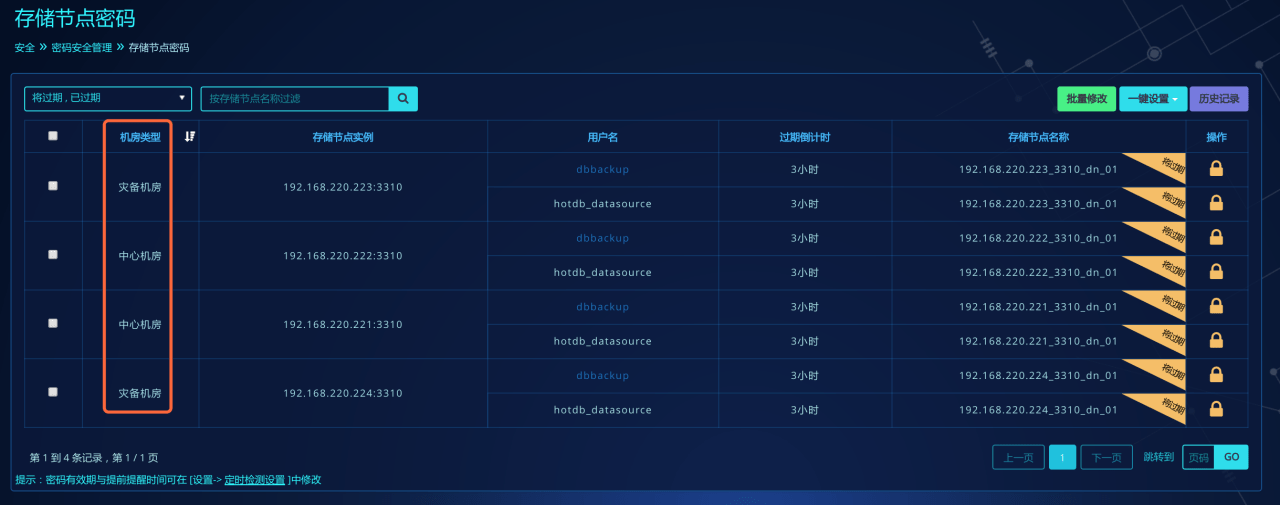 存储节点密码
安全 » 密码安全管理 » 存储节点密码
将过期 , 已过期
按存储节点名称过滤
批量修改 一键设置 历史记录
机房类型 存储节点实例 用户名 过期倒计时 存储节点名称 操作
灾备机房 192.168.220.223:3310 dbbackup 3小时 192.168.220.223_3310_dn_01 将过期
hotdb_datasource 3小时 192.168.220.223_3310_dn_01 将过期
中心机房 192.168.220.222:3310 dbbackup 3小时 192.168.220.222_3310_dn_01 将过期
hotdb_datasource 3小时 192.168.220.222_3310_dn_01 将过期
中心机房 192.168.220.221:3310 dbbackup 3小时 192.168.220.221_3310_dn_01 将过期
hotdb_datasource 3小时 192.168.220.221_3310_dn_01 将过期
灾备机房 192.168.220.224:3310 dbbackup 3小时 192.168.220.224_3310_dn_01 将过期
hotdb_datasource 3小时 192.168.220.224_3310_dn_01 将过期
第 1 到 4 条记录 , 第 1 / 1 页
上一页 1 下一页 跳转到 页码 GO
提示 : 密码有效期与提前提醒时间可在 [设置-> 定时检测设置 ]中修改